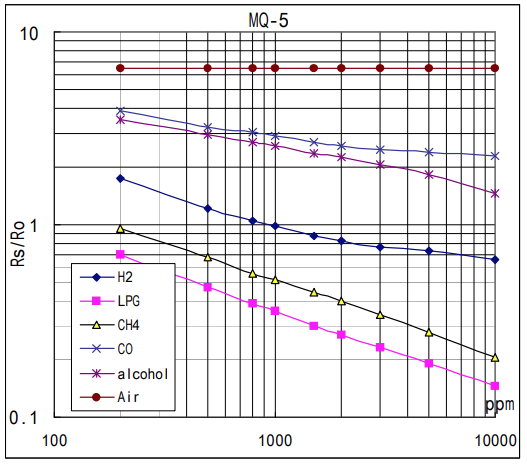 MQ-5
10
1
0.1
Rs/Ro
H2
LPG
CH4
CO
alcohol
Air
ppm
100
1000
10000